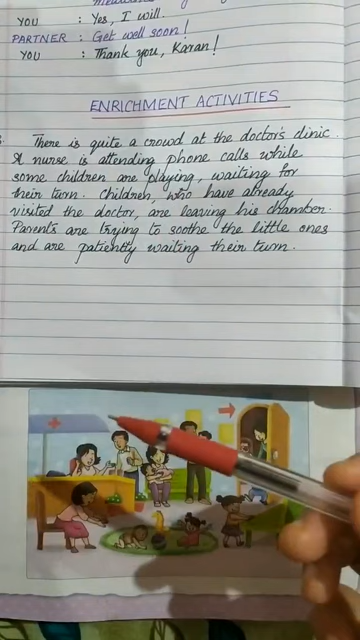 YOU : Yes, I will.
PARTNER : Get well soon!
YOU : Thank you, Karan!
ENRICHMENT ACTIVITIES
There is quite a crowd at the doctor's clinic.
A nurse is attending phone calls while
some children are playing, waiting for
their turn. Children, who have already
visited the doctor, are leaving his chamber.
Parents are trying to soothe the little ones
and are patiently waiting their turn.